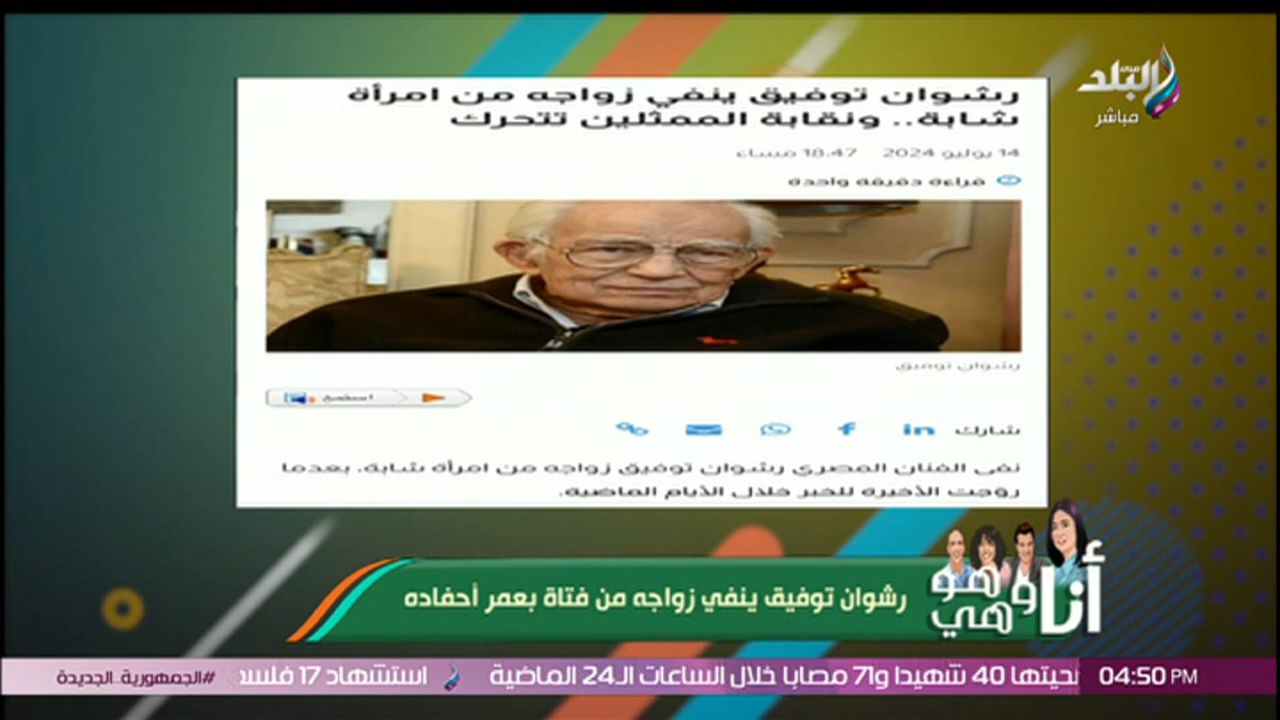 صدى البلد
مباشر
رشوان توفيق ينفي زواجه من امرأة
شابة.. ونقابة الممثلين تتحرك
14 يوليو 2024 18:47 مساء
قراءة دقيقة واحدة
رشوان توفيق
استمع
شارك
نفى الفنان المصري رشوان توفيق زواجه من امرأة شابة، بعدما
روجت الأخيرة للخبر خلال الأيام الماضية.
أنا وهو وهي
رشوان توفيق ينفي زواجه من فتاة بعمر أحفاده
04:50 PM
حيتها 40 شهيدا و71 مصابا خلال الساعات الـ24 الماضية استشهاد 17 فلسد
#الجمهورية_الجديدة